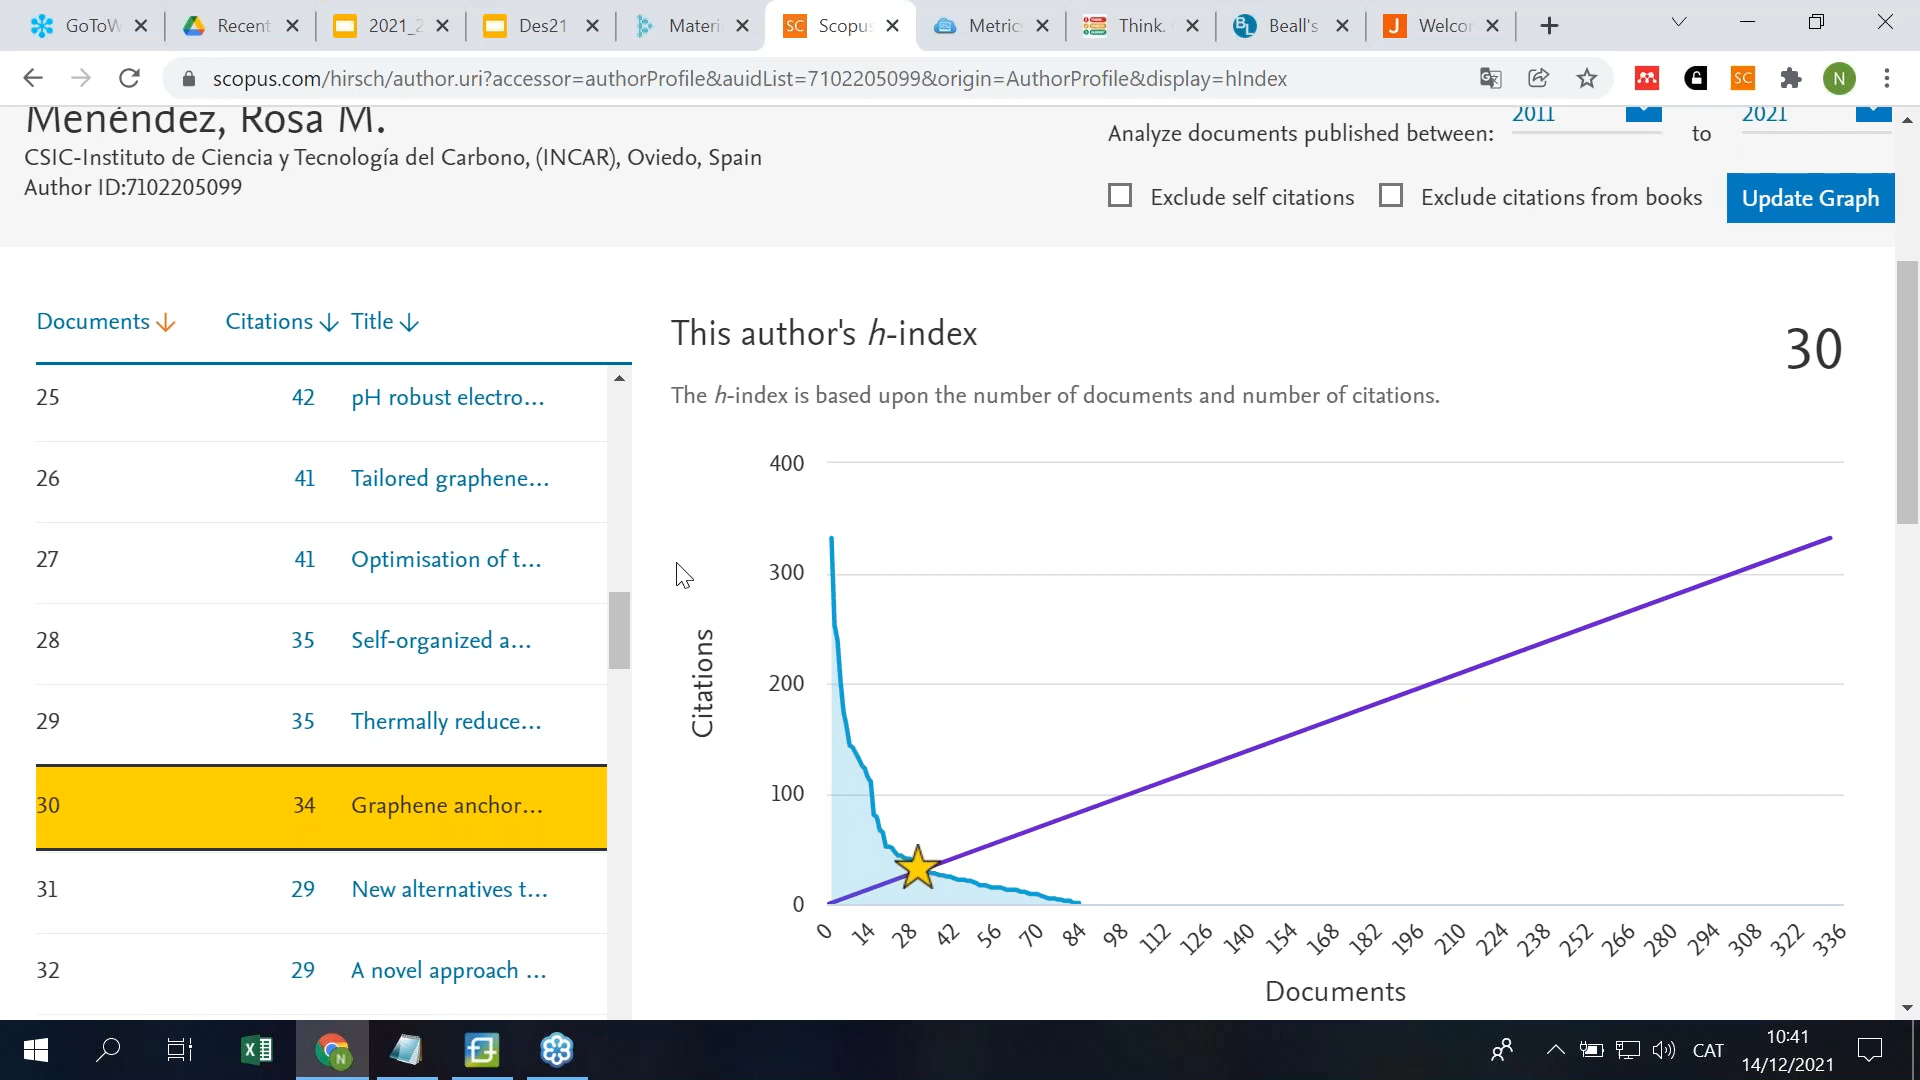 GoToW
Recent
2021_2
Des21
Materi
Scopus
Metric
Think.
Beall's
Welcor
scopus.com/hirsch/author.uri?accessor=authorProfile&auidList=7102205099&origin=AuthorProfile&display=hIndex
Menéndez, Rosa M.
CSIC-Instituto de Ciencia y Tecnología del Carbono, (INCAR), Oviedo, Spain
Author ID:7102205099
Analyze documents published between: 2011 to 2021
Exclude self citations Exclude citations from books Update Graph
Documents Citations Title
25 42 pH robust electro...
26 41 Tailored graphene...
27 41 Optimisation of t...
28 35 Self-organized a...
29 35 Thermally reduce...
30 34 Graphene anchor...
31 29 New alternatives t...
32 29 A novel approach ...
This author's h-index
30
The h-index is based upon the number of documents and number of citations.
400
300
200
100
0
Citations
0 14 28 42 56 70 84 98 112 126 140 154 168 182 196 210 224 238 252 266 280 294 308 322 336
Documents
CAT
10:41
14/12/2021